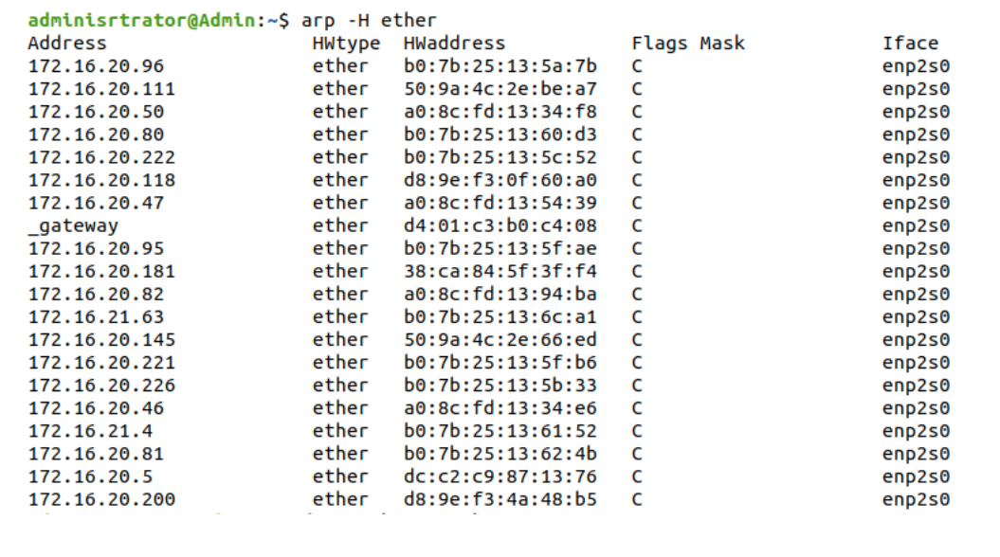 adminisrtrator@Admin:~$ arp -H ether
Address HWtype HWaddress Flags Mask Iface
172.16.20.96 ether b0:7b:25:13:5a:7b C enp2s0
172.16.20.111 ether 50:9a:4c:2e:be:a7 C enp2s0
172.16.20.50 ether a0:8c:fd:13:34:f8 C enp2s0
172.16.20.80 ether b0:7b:25:13:60:d3 C enp2s0
172.16.20.222 ether b0:7b:25:13:5c:52 C enp2s0
172.16.20.118 ether d8:9e:f3:0f:60:a0 C enp2s0
172.16.20.47 ether a0:8c:fd:13:54:39 C enp2s0
_gateway ether d4:01:c3:b0:c4:08 C enp2s0
172.16.20.95 ether b0:7b:25:13:5f:ae C enp2s0
172.16.20.181 ether 38:ca:84:5f:3f:f4 C enp2s0
172.16.20.82 ether a0:8c:fd:13:94:ba C enp2s0
172.16.21.63 ether b0:7b:25:13:6c:a1 C enp2s0
172.16.20.145 ether 50:9a:4c:2e:66:ed C enp2s0
172.16.20.221 ether b0:7b:25:13:5f:b6 C enp2s0
172.16.20.226 ether b0:7b:25:13:5b:33 C enp2s0
172.16.20.46 ether a0:8c:fd:13:34:e6 C enp2s0
172.16.21.4 ether b0:7b:25:13:61:52 C enp2s0
172.16.20.81 ether b0:7b:25:13:62:4b C enp2s0
172.16.20.5 ether dc:c2:c9:87:13:76 C enp2s0
172.16.20.200 ether d8:9e:f3:4a:48:b5 C enp2s0